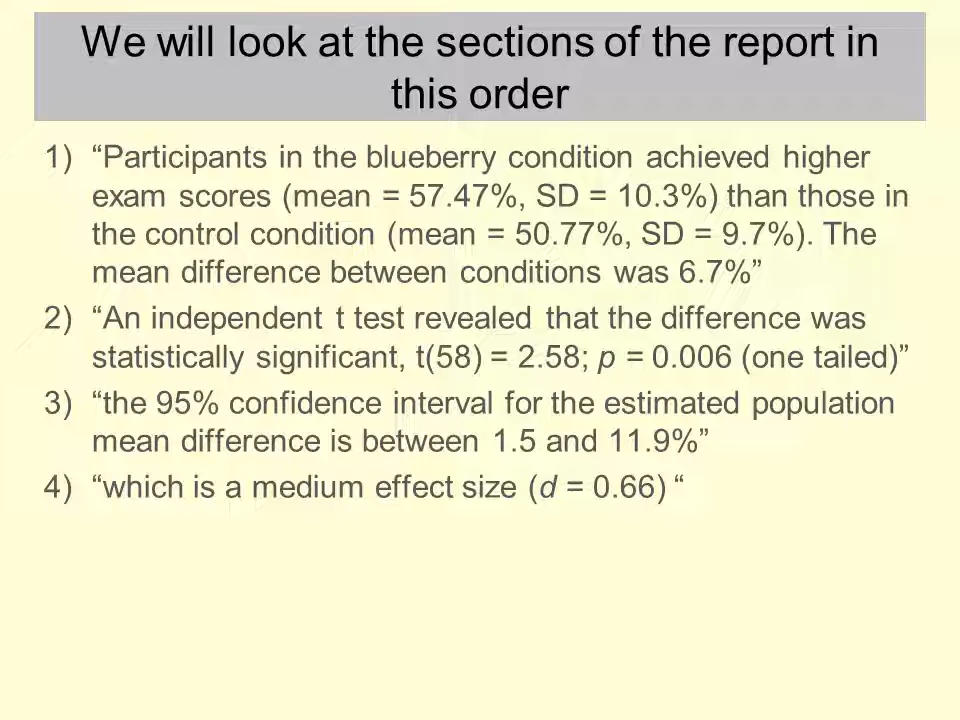 We will look at the sections of the report in
this order
1) “Participants in the blueberry condition achieved higher
exam scores (mean = 57.47%, SD = 10.3%) than those in
the control condition (mean = 50.77%, SD = 9.7%). The
mean difference between conditions was 6.7%”
2) “An independent t test revealed that the difference was
statistically significant, t(58) = 2.58; p = 0.006 (one tailed)”
3) “the 95% confidence interval for the estimated population
mean difference is between 1.5 and 11.9%”
4) “which is a medium effect size (d = 0.66) “